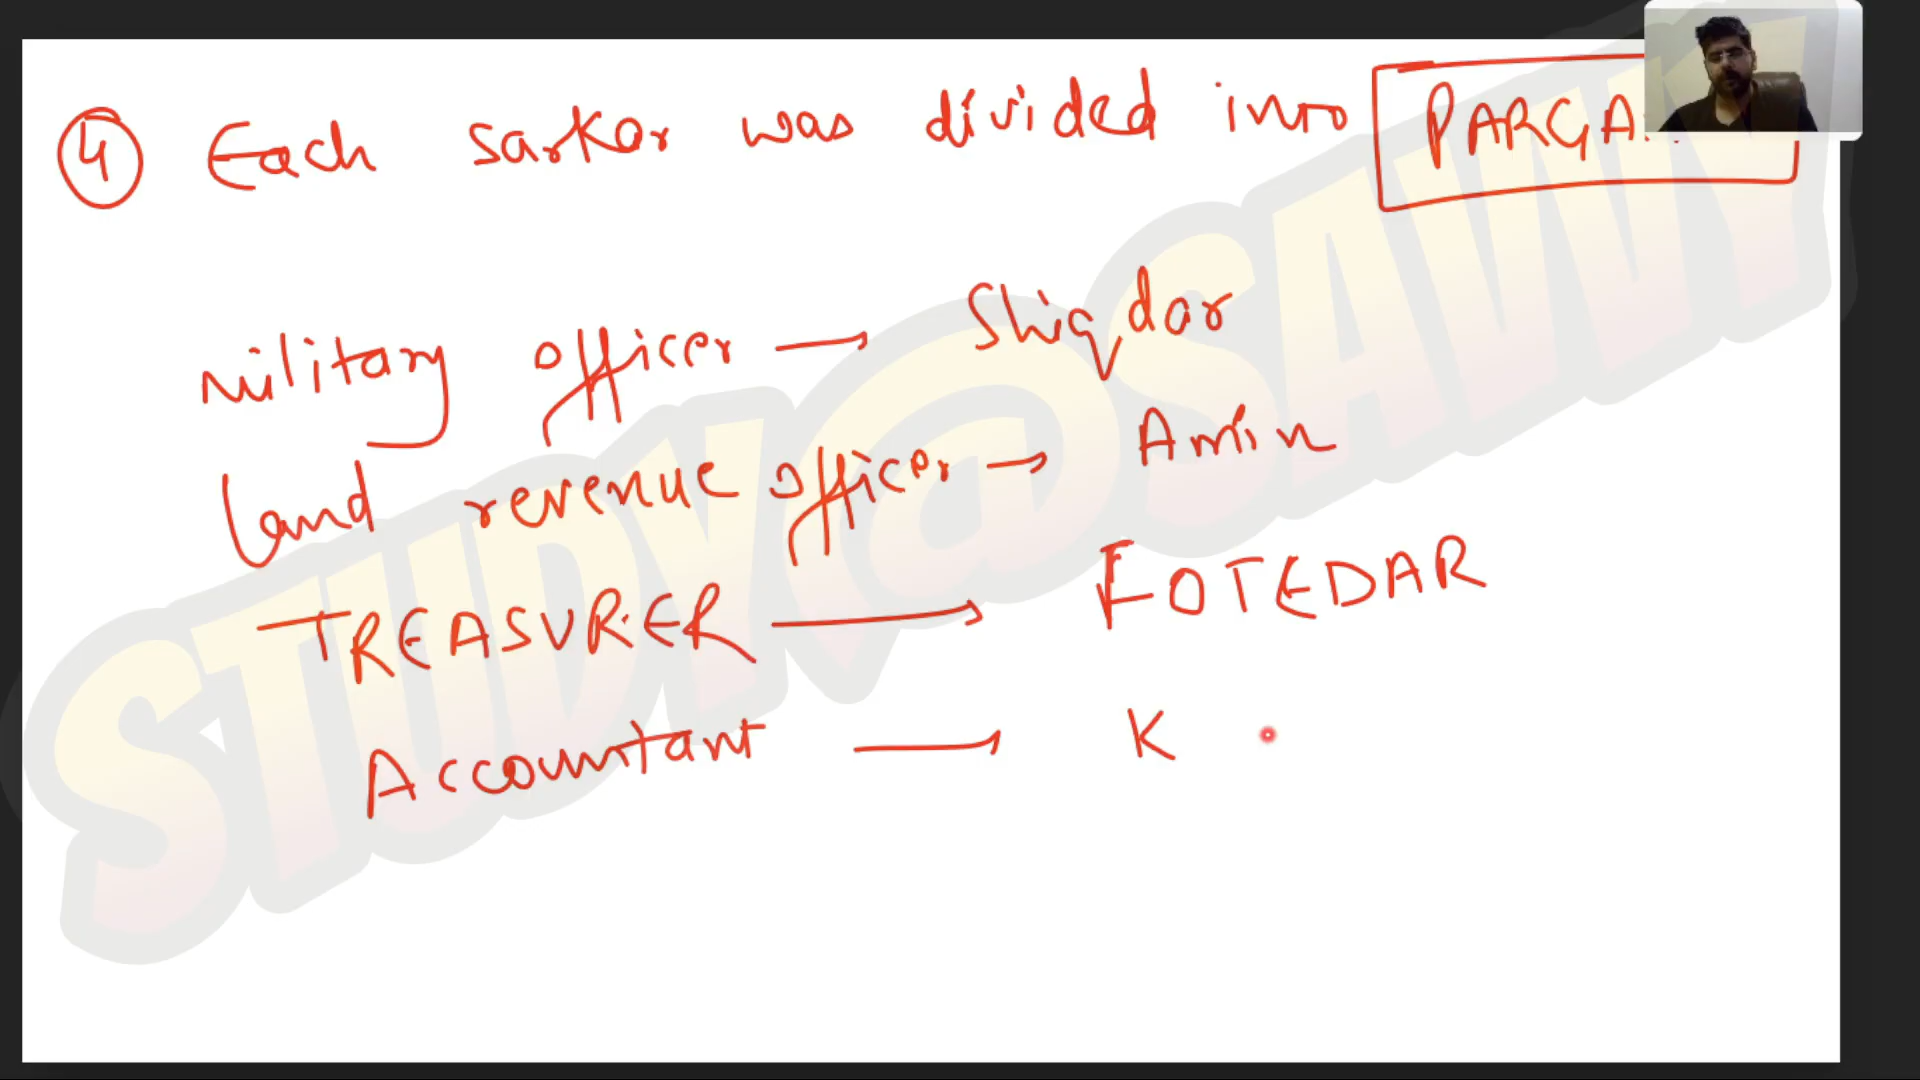 4 Each sarkar was divided into PARGA
military officer → Shiqdar
Land revenue officer → Amin
TREASURER → FOTEDAR
Accountant → K
STUDY@SAVVY